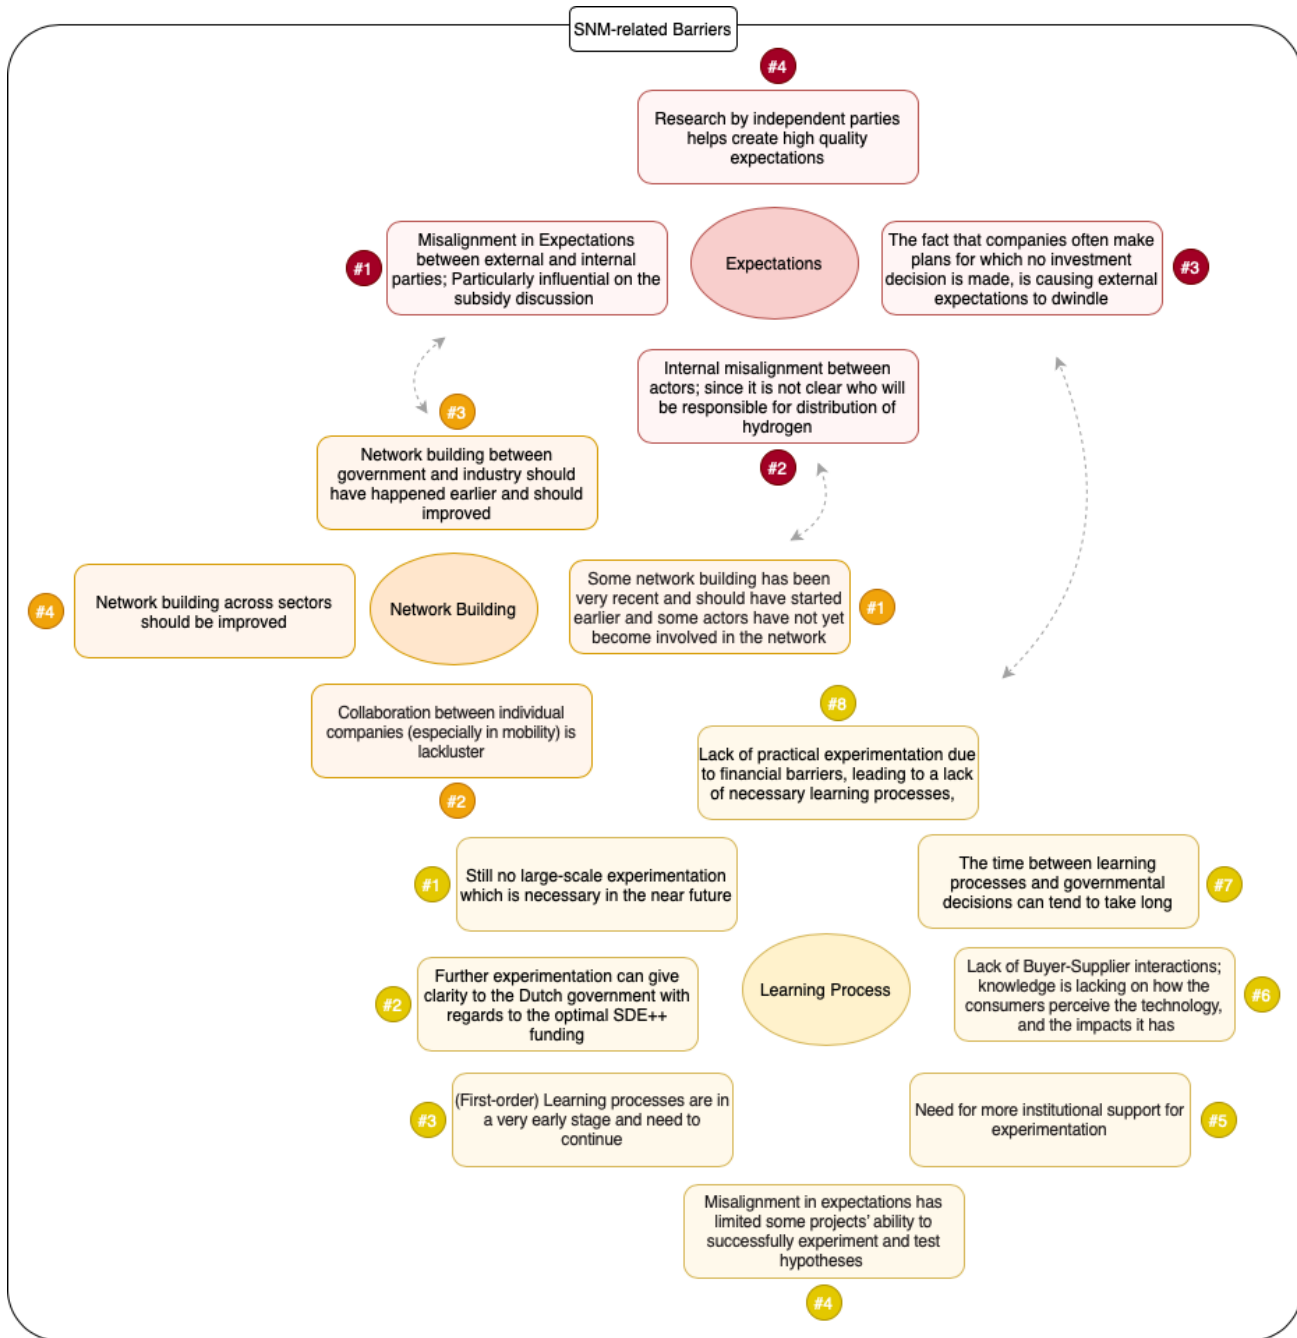 SNM-related Barriers
#4
Research by independent parties
helps create high quality
expectations
#1
Misalignment in Expectations
between external and internal
parties; Particularly influential on the
subsidy discussion
Expectations
The fact that companies often make
plans for which no investment
decision is made, is causing external
expectations to dwindle
#3
Internal misalignment between
actors; since it is not clear who will
be responsible for distribution of
hydrogen
#2
#3
Network building between
government and industry should
have happened earlier and should
improved
#4
Network building across sectors
should be improved
Network Building
Some network building has been
very recent and should have started
earlier and some actors have not yet
become involved in the network
#1
Collaboration between individual
companies (especially in mobility) is
lackluster
#2
#8
Lack of practical experimentation due
to financial barriers, leading to a lack
of necessary learning processes,
#1
Still no large-scale experimentation
which is necessary in the near future
The time between learning
processes and governmental
decisions can tend to take long
#7
#2
Further experimentation can give
clarity to the Dutch government with
regards to the optimal SDE++
funding
Learning Process
Lack of Buyer-Supplier interactions;
knowledge is lacking on how the
consumers perceive the technology,
and the impacts it has
#6
#3
(First-order) Learning processes are in
a very early stage and need to
continue
Need for more institutional support for
experimentation
#5
Misalignment in expectations has
limited some projects' ability to
successfully experiment and test
hypotheses
#4